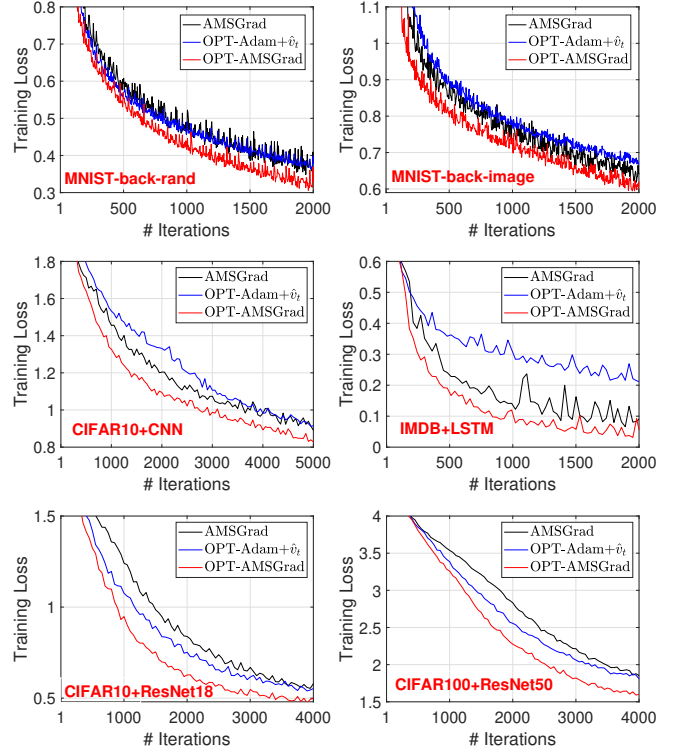 0.8
0.7
0.6
0.5
0.4
0.3
Training Loss
AMSGrad
OPT-Adam+v̂ₜ
OPT-AMSGrad
MNIST-back-rand
1 500 1000 1500 2000
# Iterations
1.1
1
0.9
0.8
0.7
0.6
Training Loss
AMSGrad
OPT-Adam+v̂ₜ
OPT-AMSGrad
MNIST-back-image
1 500 1000 1500 2000
# Iterations
1.8
1.6
1.4
1.2
1
0.8
Training Loss
AMSGrad
OPT-Adam+v̂ₜ
OPT-AMSGrad
CIFAR10+CNN
1 1000 2000 3000 4000 5000
# Iterations
0.6
0.5
0.4
0.3
0.2
0.1
0
Training Loss
AMSGrad
OPT-Adam+v̂ₜ
OPT-AMSGrad
IMDB+LSTM
1 500 1000 1500 2000
# Iterations
1.5
1
0.5
Training Loss
AMSGrad
OPT-Adam+v̂ₜ
OPT-AMSGrad
CIFAR10+ResNet18
1 1000 2000 3000 4000
# Iterations
4
3.5
3
2.5
2
1.5
Training Loss
AMSGrad
OPT-Adam+v̂ₜ
OPT-AMSGrad
CIFAR100+ResNet50
1 1000 2000 3000 4000
# Iterations